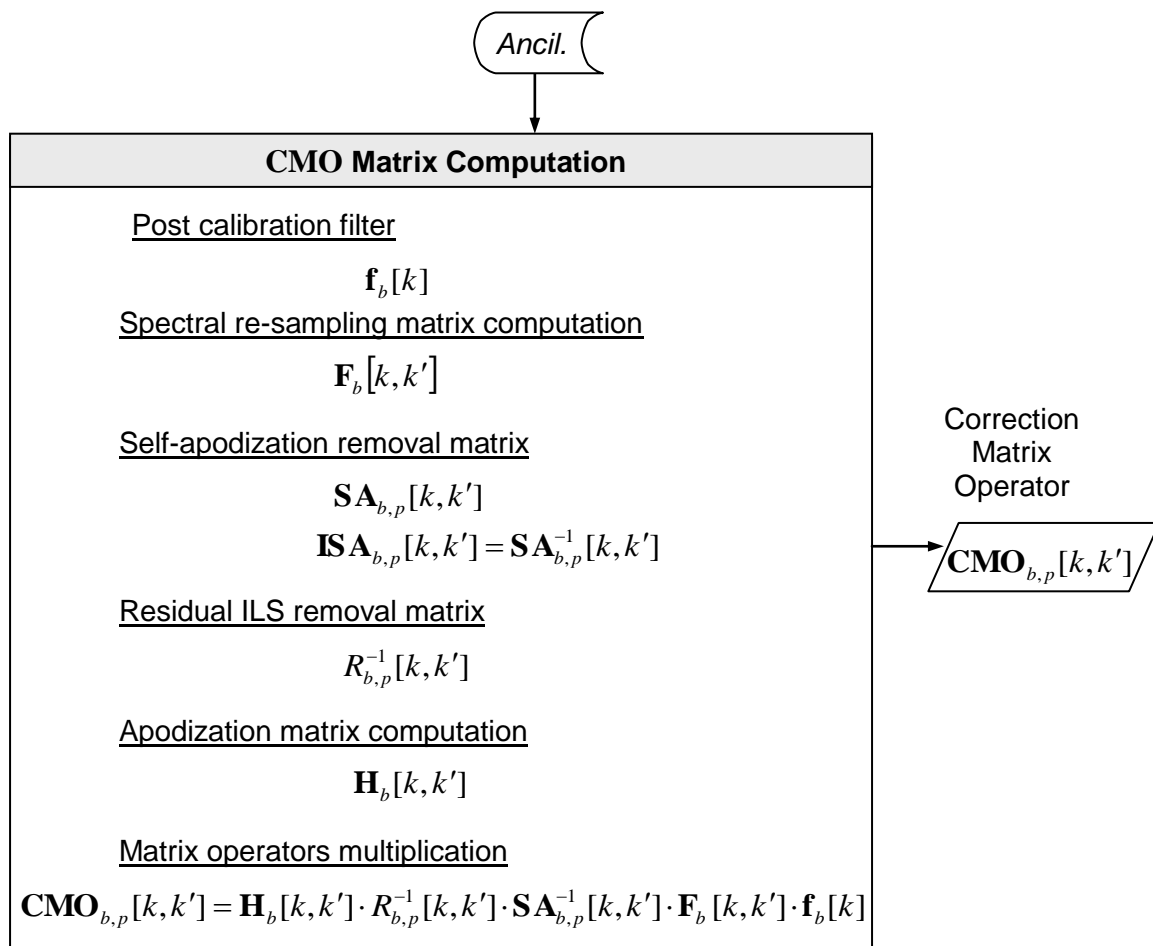 Ancil.
CMO Matrix Computation
Post calibration filter
f_b[k]
Spectral re-sampling matrix computation
F_b[k, k′]
Self-apodization removal matrix
SA_{b,p}[k, k′]
ISA_{b,p}[k, k′] = SA^{-1}_{b,p}[k, k′]
Residual ILS removal matrix
R^{-1}_{b,p}[k, k′]
Apodization matrix computation
H_b[k, k′]
Matrix operators multiplication
CMO_{b,p}[k, k′] = H_b[k, k′] · R^{-1}_{b,p}[k, k′] · SA^{-1}_{b,p}[k, k′] · F_b[k, k′] · f_b[k]
Correction
Matrix
Operator
CMO_{b,p}[k, k′]